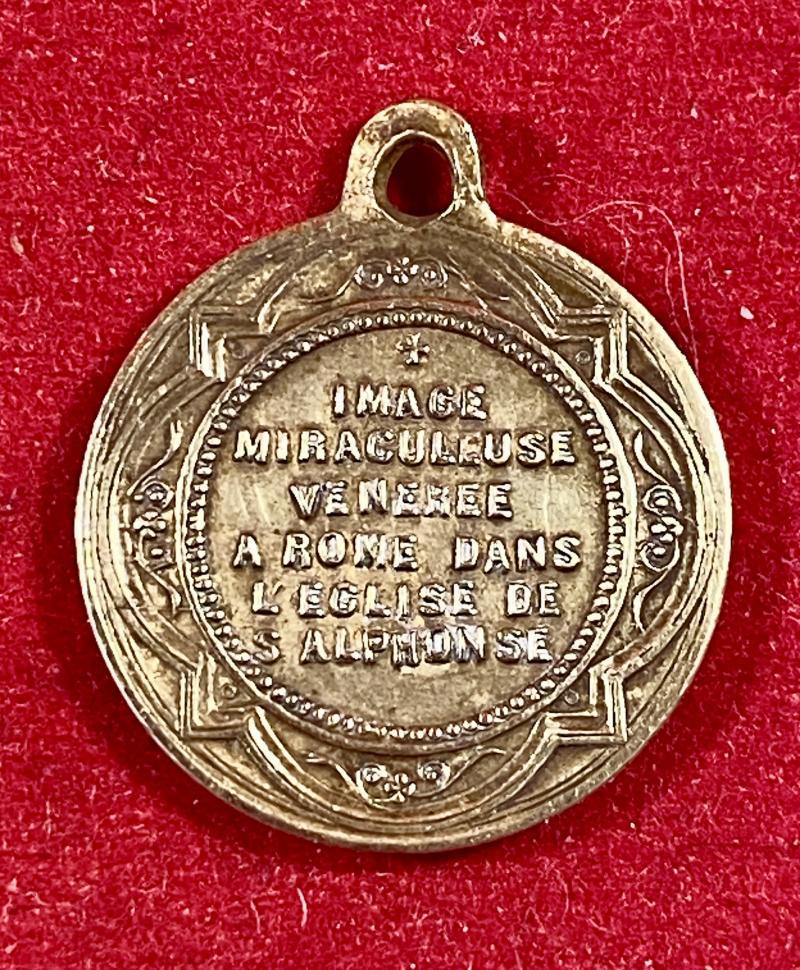 IMAGE
MIRACULEUSE
VENEREE
A ROME DANS
L'EGLISE DE
S ALPHONSE